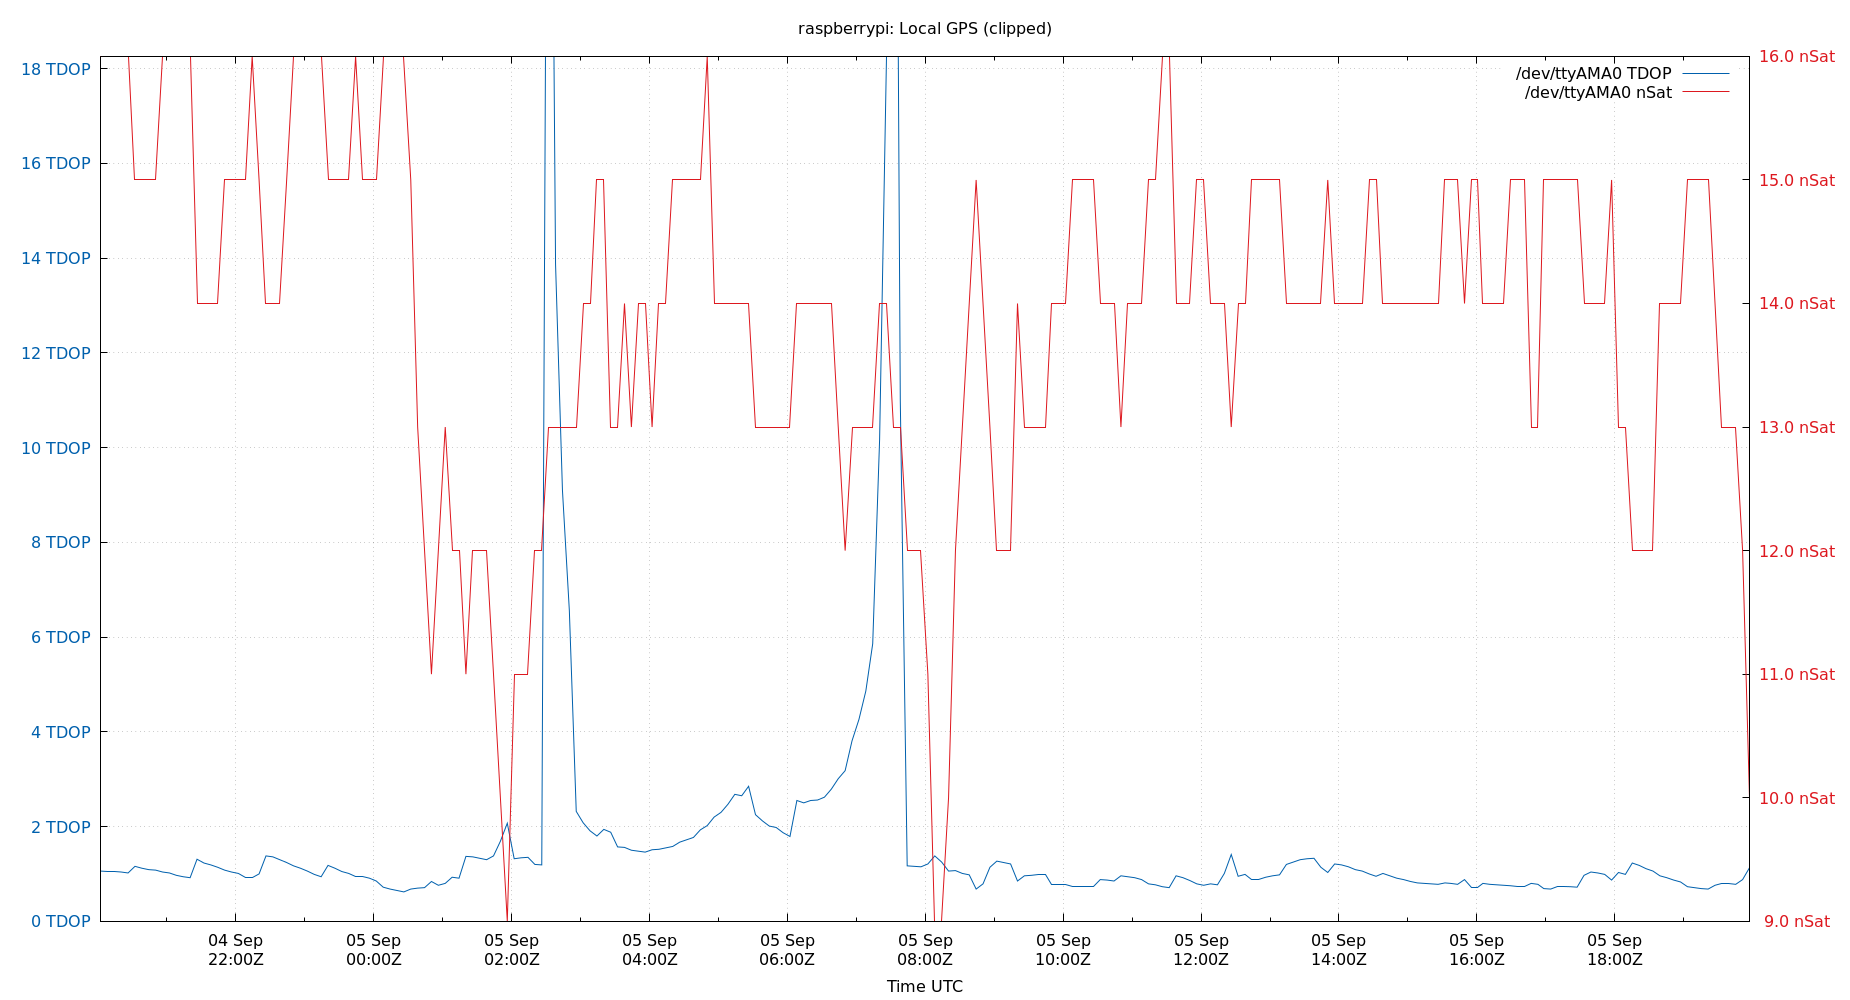 raspberrypi: Local GPS (clipped)
18 TDOP
16 TDOP
14 TDOP
12 TDOP
10 TDOP
8 TDOP
6 TDOP
4 TDOP
2 TDOP
0 TDOP
/dev/ttyAMA0 TDOP
/dev/ttyAMA0 nSat
16.0 nSat
15.0 nSat
14.0 nSat
13.0 nSat
12.0 nSat
11.0 nSat
10.0 nSat
9.0 nSat
04 Sep
22:00Z
05 Sep
00:00Z
05 Sep
02:00Z
05 Sep
04:00Z
05 Sep
06:00Z
05 Sep
08:00Z
05 Sep
10:00Z
05 Sep
12:00Z
05 Sep
14:00Z
05 Sep
16:00Z
05 Sep
18:00Z
Time UTC